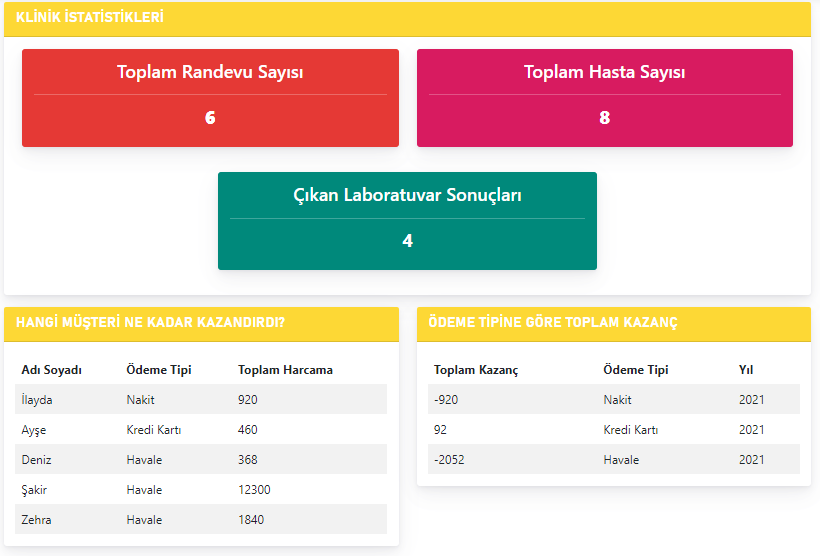 KLİNİK İSTATİSTİKLERİ
Toplam Randevu Sayısı
6
Toplam Hasta Sayısı
8
Çıkan Laboratuvar Sonuçları
4
HANGİ MÜŞTERİ NE KADAR KAZANDIRDI?
Adı Soyadı Ödeme Tipi Toplam Harcama
İlayda Nakit 920
Ayşe Kredi Kartı 460
Deniz Havale 368
Şakir Havale 12300
Zehra Havale 1840
ÖDEME TİPİNE GÖRE TOPLAM KAZANÇ
Toplam Kazanç Ödeme Tipi Yıl
-920 Nakit 2021
92 Kredi Kartı 2021
-2052 Havale 2021